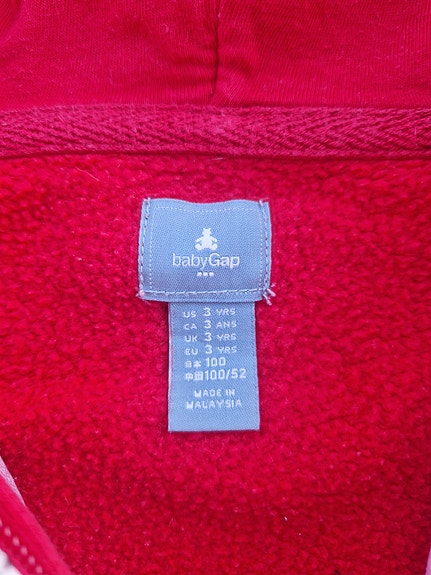 babyGap
US 3 YRS
CA 3 ANS
UK 3 YRS
EU 3 YRS
日本 100
中国 100/52
MADE IN
MALAYSIA